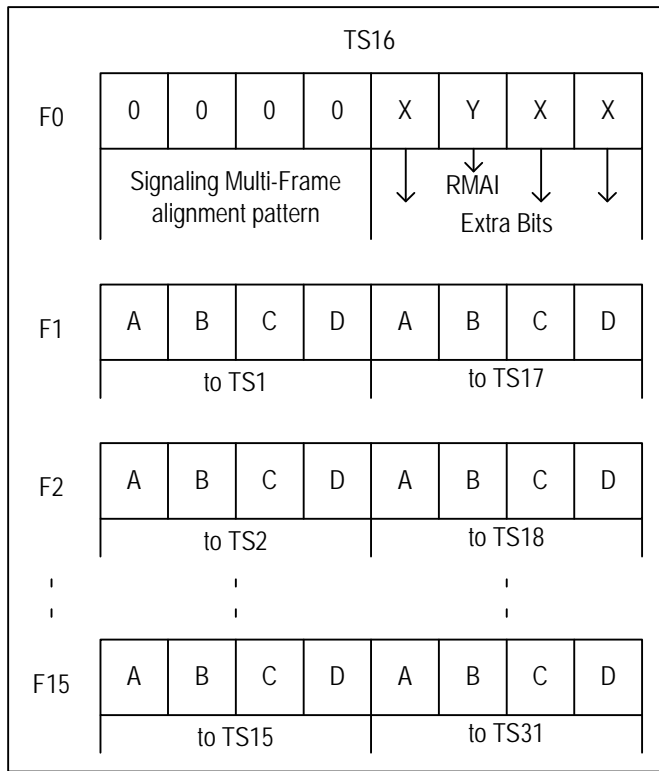 TS16
F0 0 0 0 0 X Y X X
Signaling Multi-Frame
alignment pattern
RMAI
Extra Bits
F1 A B C D A B C D
to TS1 to TS17
F2 A B C D A B C D
to TS2 to TS18
F15 A B C D A B C D
to TS15 to TS31